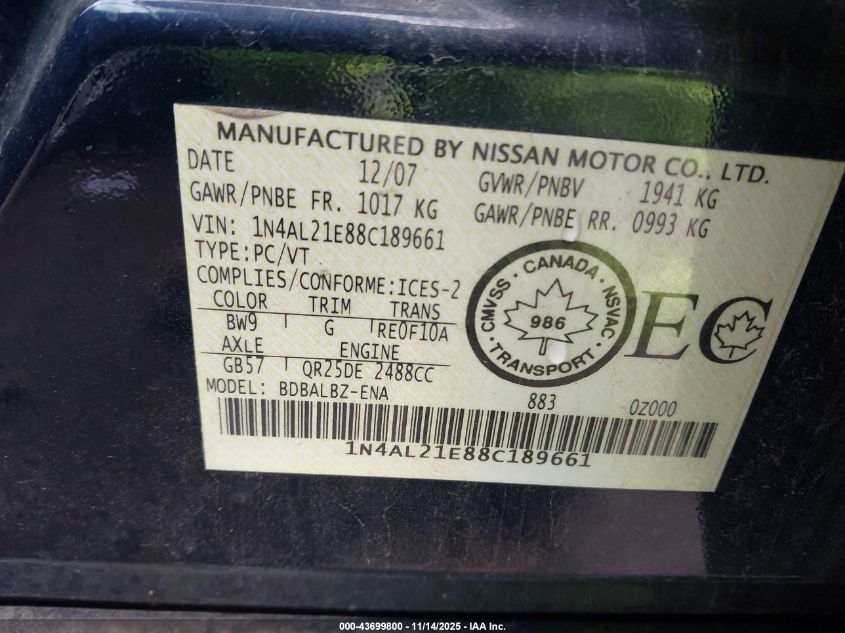 MANUFACTURED BY NISSAN MOTOR CO., LTD.
DATE 12/07 GVWR/PNBV 1941 KG
GAWR/PNBE FR. 1017 KG GAWR/PNBE RR. 0993 KG
VIN: 1N4AL21E88C189661
TYPE:PC/VT
COMPLIES/CONFORME:ICES-2
COLOR TRIM TRANS
BW9 G RE0F10A
AXLE ENGINE
GB57 QR25DE 2488CC
MODEL: BDBALBZ-ENA 883 0Z000
CMVSS · CANADA · NSVAC
986
· TRANSPORT ·
EC
1N4AL21E88C189661
000-43699800 - 11/14/2025 - IAA Inc.